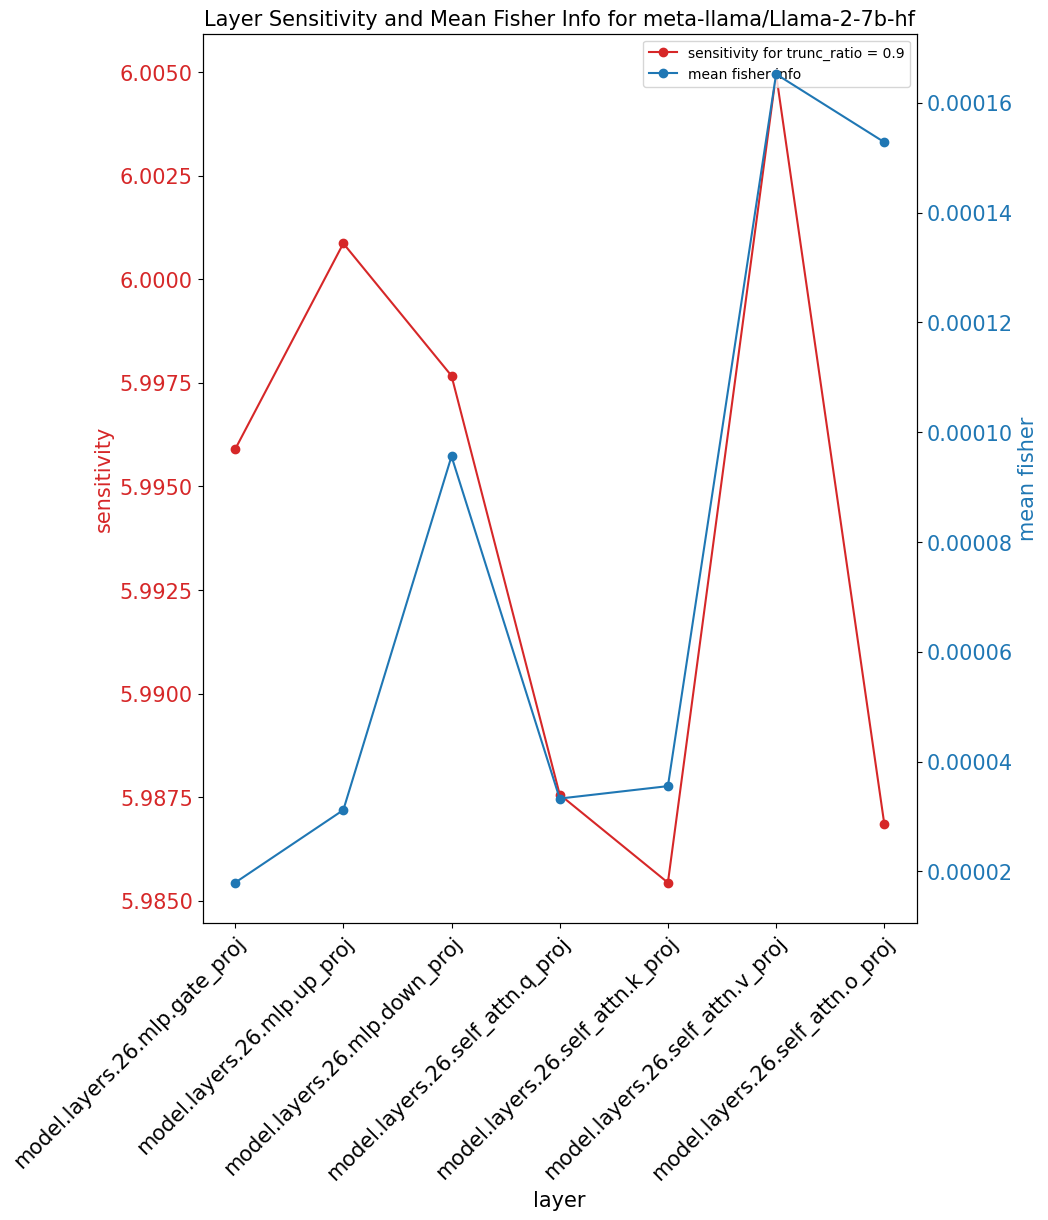 Layer Sensitivity and Mean Fisher Info for meta-llama/Llama-2-7b-hf
sensitivity for trunc_ratio = 0.9
mean fisher info
6.0050
6.0025
6.0000
5.9975
5.9950
5.9925
5.9900
5.9875
5.9850
sensitivity
0.00016
0.00014
0.00012
0.00010
0.00008
0.00006
0.00004
0.00002
mean fisher
model.layers.26.mlp.gate_proj
model.layers.26.mlp.up_proj
model.layers.26.mlp.down_proj
model.layers.26.self_attn.q_proj
model.layers.26.self_attn.k_proj
model.layers.26.self_attn.v_proj
model.layers.26.self_attn.o_proj
layer